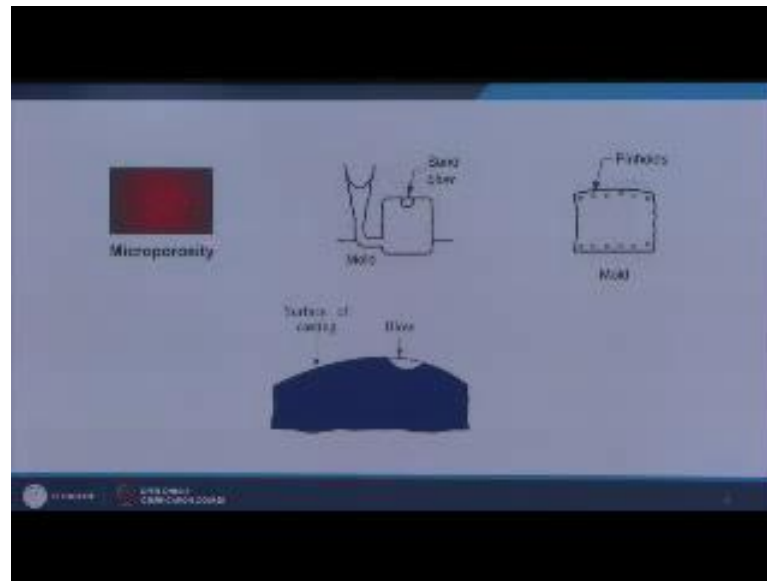 Microporosity
Sand
blow
Mold
Pinholes
Mold
Surface of
casting
Blow